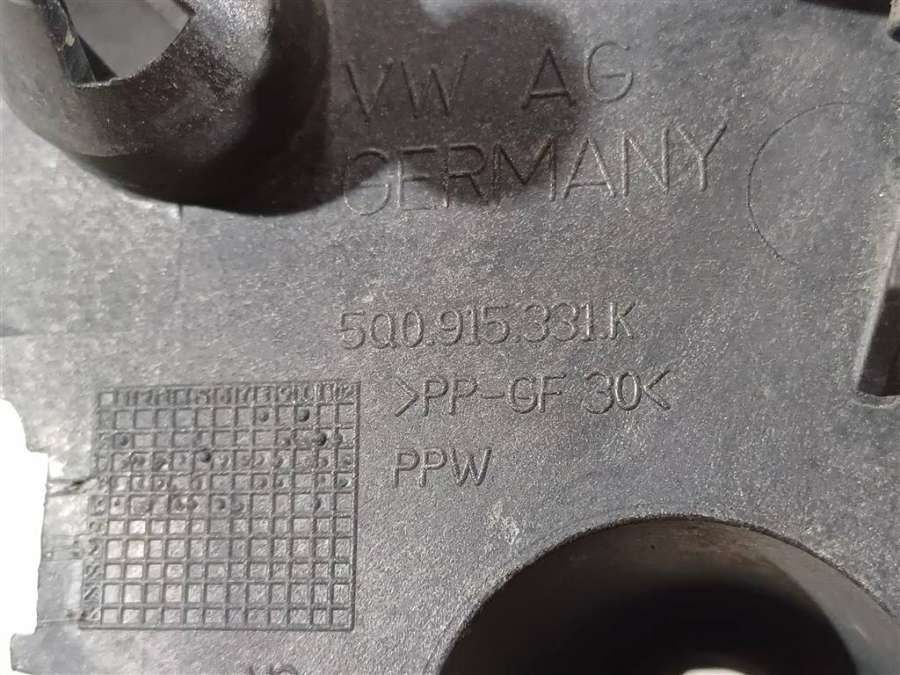 VW AG
GERMANY
5Q0.915.331.K
>PP-GF 30<
PPW